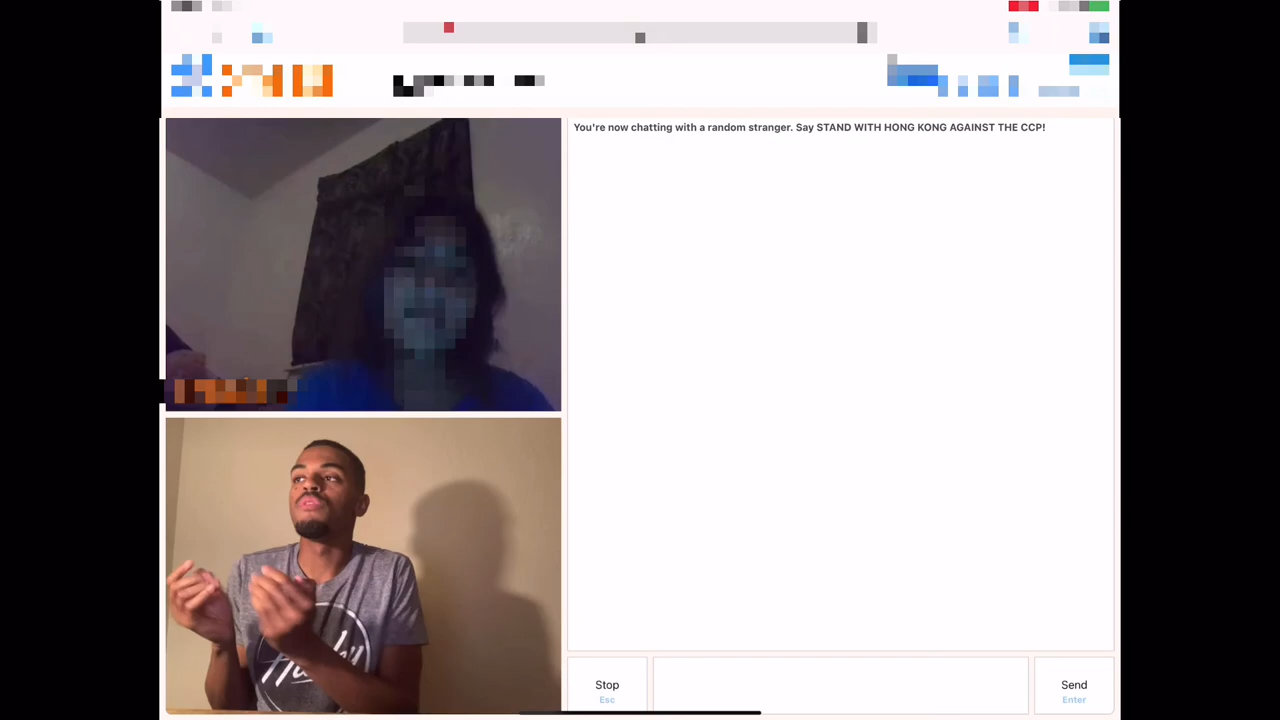 You're now chatting with a random stranger. Say STAND WITH HONG KONG AGAINST THE CCP!
Stop
Esc
Send
Enter